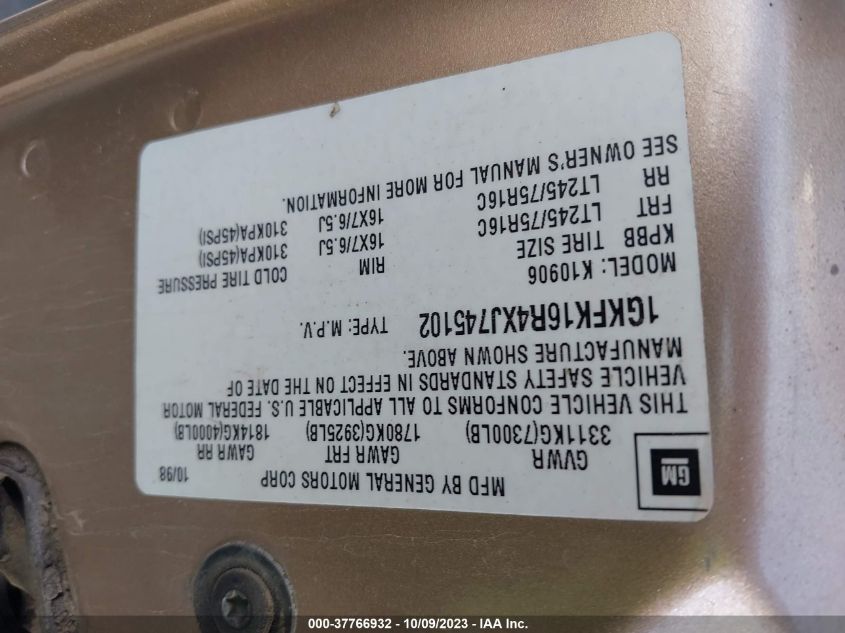 MFD BY GENERAL MOTORS CORP 10/98
GM
GVWR GAWR FRT GAWR RR
3311KG(7300LB) 1780KG(3925LB) 1814KG(4000LB)
THIS VEHICLE CONFORMS TO ALL APPLICABLE U.S. FEDERAL MOTOR
VEHICLE SAFETY STANDARDS IN EFFECT ON THE DATE OF
MANUFACTURE SHOWN ABOVE.
1GKFK16R4XJ745102 TYPE: M.P.V.
MODEL: K10906
KPBB TIRE SIZE RIM COLD TIRE PRESSURE
FRT LT245/75R16C 16X7/6.5J 310KPA(45PSI)
RR LT245/75R16C 16X7/6.5J 310KPA(45PSI)
SEE OWNER'S MANUAL FOR MORE INFORMATION.
000-37766932 - 10/09/2023 - IAA Inc.